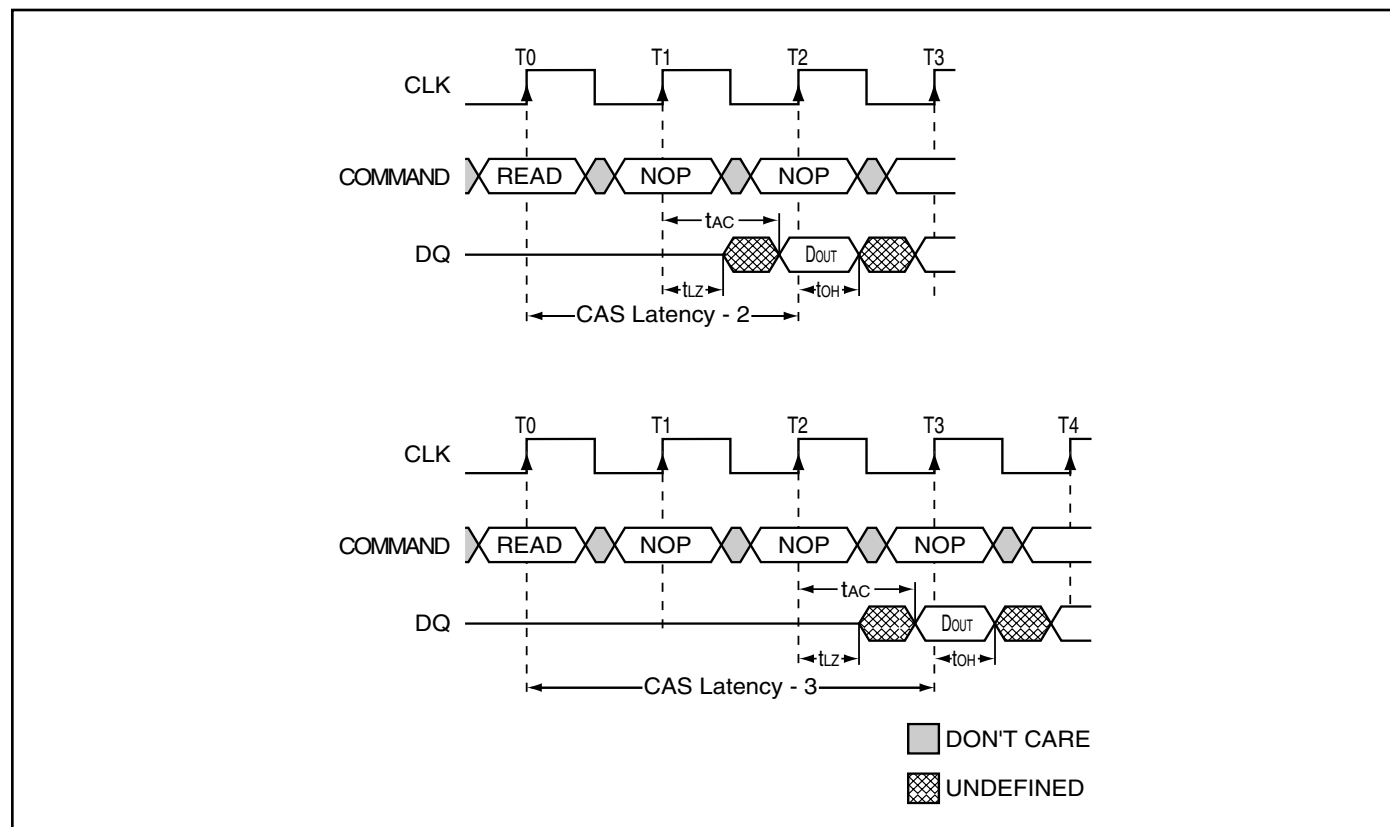 T0 T1 T2 T3
CLK
COMMAND READ NOP NOP
tAC
DQ DOUT
tLZ tOH
CAS Latency - 2
T0 T1 T2 T3 T4
CLK
COMMAND READ NOP NOP NOP
tAC
DQ DOUT
tLZ tOH
CAS Latency - 3
DON'T CARE
UNDEFINED